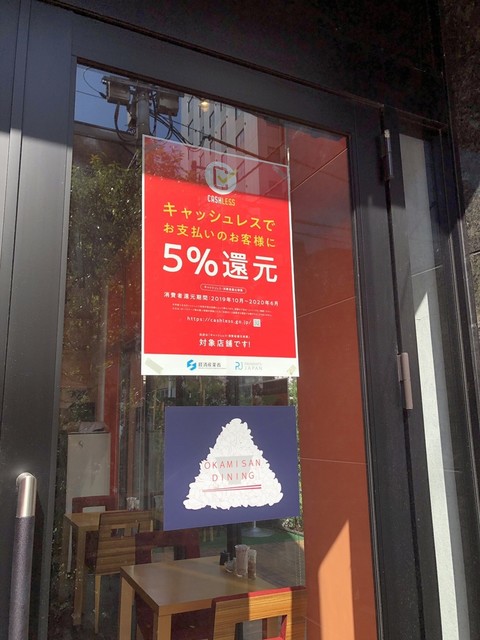 CASHLESS
キャッシュレスで
お支払いのお客様に
5%還元
消費者還元期間:2019年10月~2020年6月
https://cashless.go.jp/
対象店舗です!
経済産業省
OKAMISAN
DINING